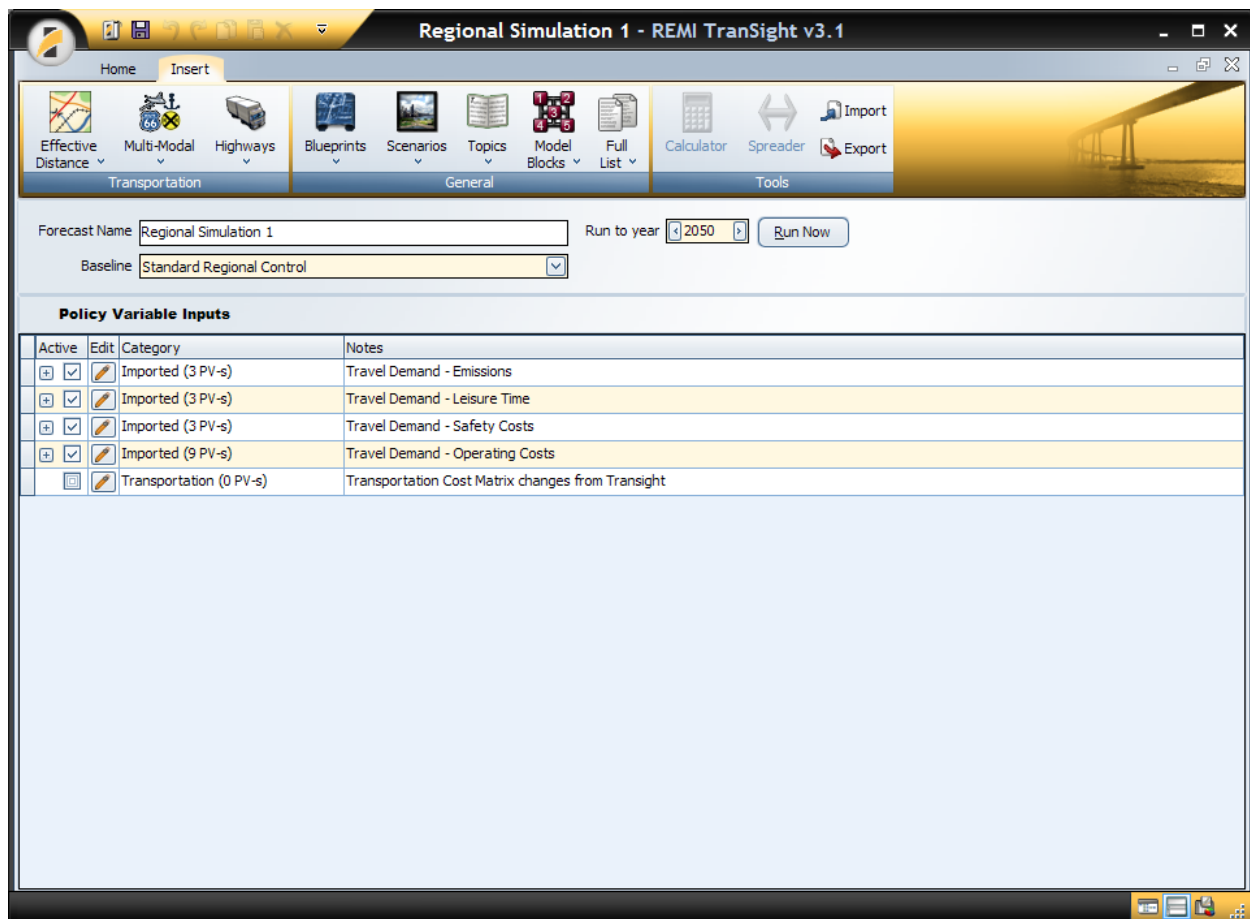 Regional Simulation 1 - REMI TranSight v3.1
Home Insert
Effective Distance Multi-Modal Highways Blueprints Scenarios Topics Model Blocks Full List Calculator Spreader Import Export
Transportation General Tools
Forecast Name Regional Simulation 1 Run to year 2050 Run Now
Baseline Standard Regional Control
Policy Variable Inputs
Active Edit Category Notes
Imported (3 PV-s) Travel Demand - Emissions
Imported (3 PV-s) Travel Demand - Leisure Time
Imported (3 PV-s) Travel Demand - Safety Costs
Imported (9 PV-s) Travel Demand - Operating Costs
Transportation (0 PV-s) Transportation Cost Matrix changes from Transight